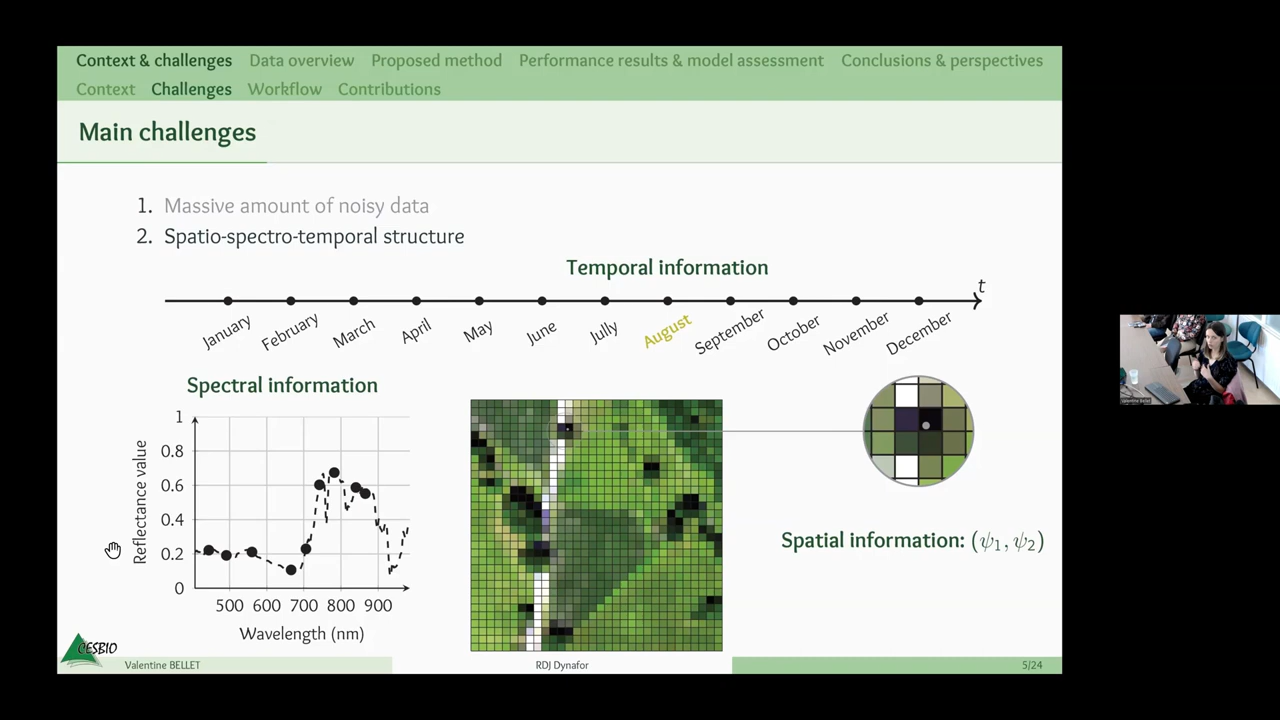 Context & challenges Data overview Proposed method Performance results & model assessment Conclusions & perspectives
Context Challenges Workflow Contributions
Main challenges
1. Massive amount of noisy data
2. Spatio-spectro-temporal structure
Temporal information
t
January February March April May June Jully August September October November December
Spectral information
1
0.8
0.6
0.4
0.2
0
Reflectance value
500 600 700 800 900
Wavelength (nm)
Spatial information: (ψ₁, ψ₂)
CESBIO
Valentine BELLET RDJ Dynafor 5/24
Valentine Bellet